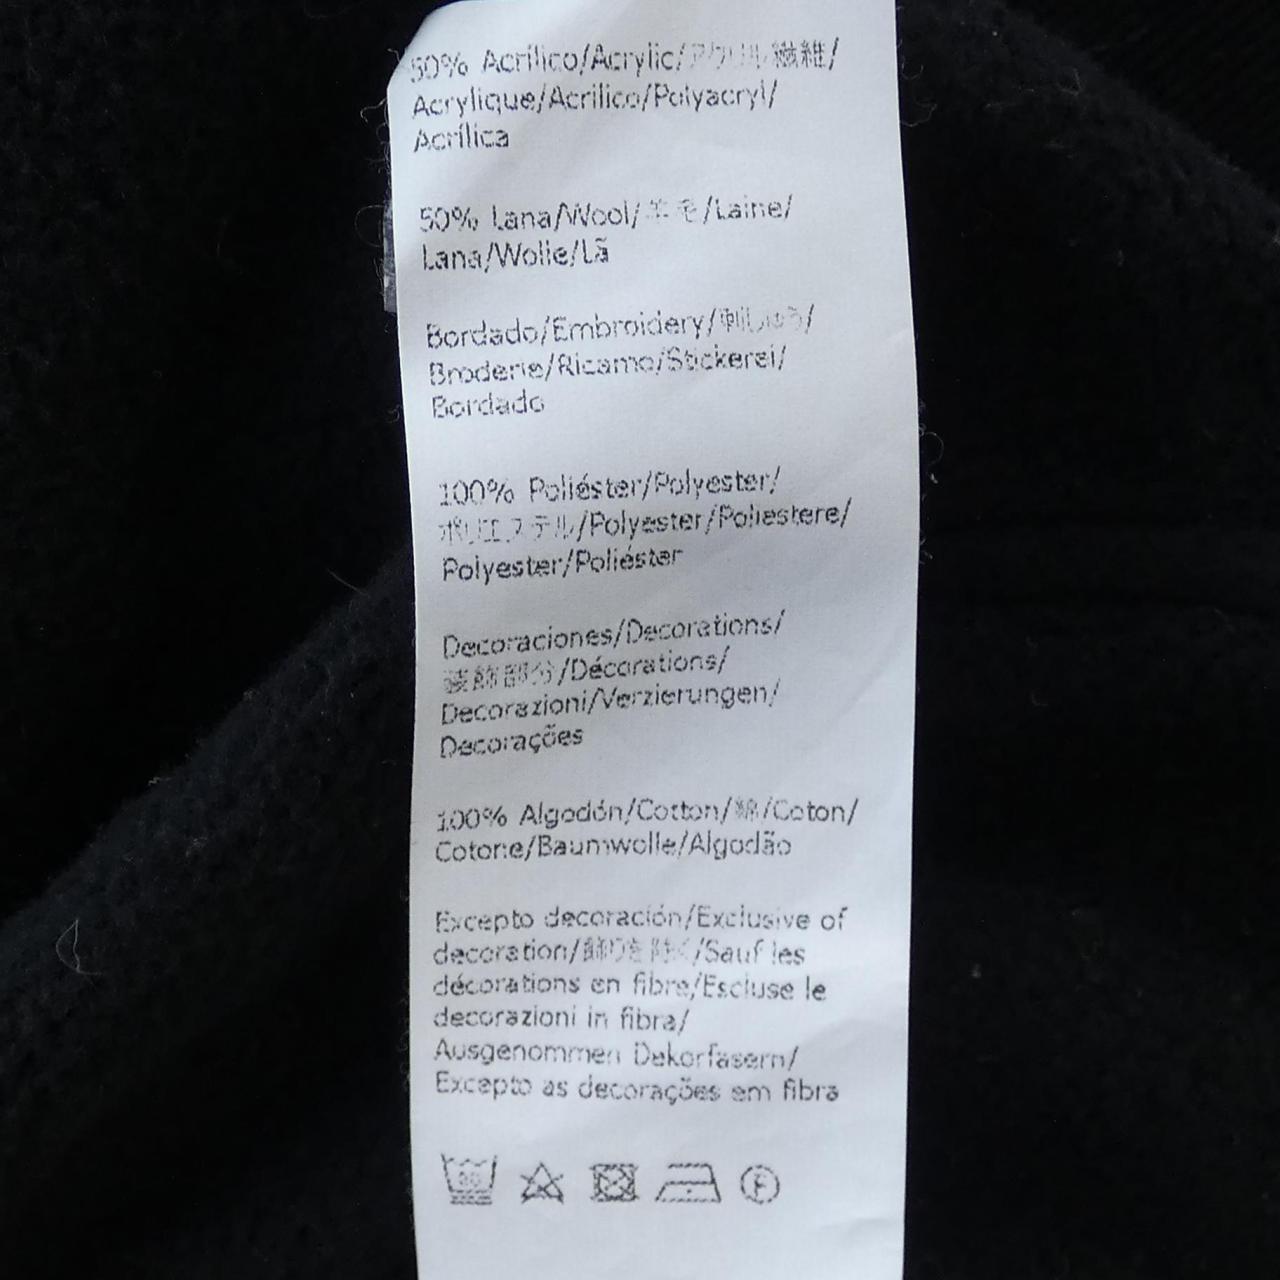 50% Acrílico/Acrylic/アクリル繊維/
Acrylique/Acrilico/Polyacryl/
Acrílica
50% Lana/Wool/羊毛/Laine/
Lana/Wolle/Lã
Bordado/Embroidery/刺しゅう/
Broderie/Ricamo/Stickerei/
Bordado
100% Poliéster/Polyester/
ポリエステル/Polyester/Poliestere/
Polyester/Poliéster
Decoraciones/Decorations/
装飾部分/Décorations/
Decorazioni/Verzierungen/
Decorações
100% Algodón/Cotton/綿/Coton/
Cotone/Baumwolle/Algodão
Excepto decoración/Exclusive of
decoration/飾りを除く/Sauf les
décorations en fibre/Escluse le
decorazioni in fibra/
Ausgenommen Dekorfasern/
Excepto as decorações em fibra
30 F